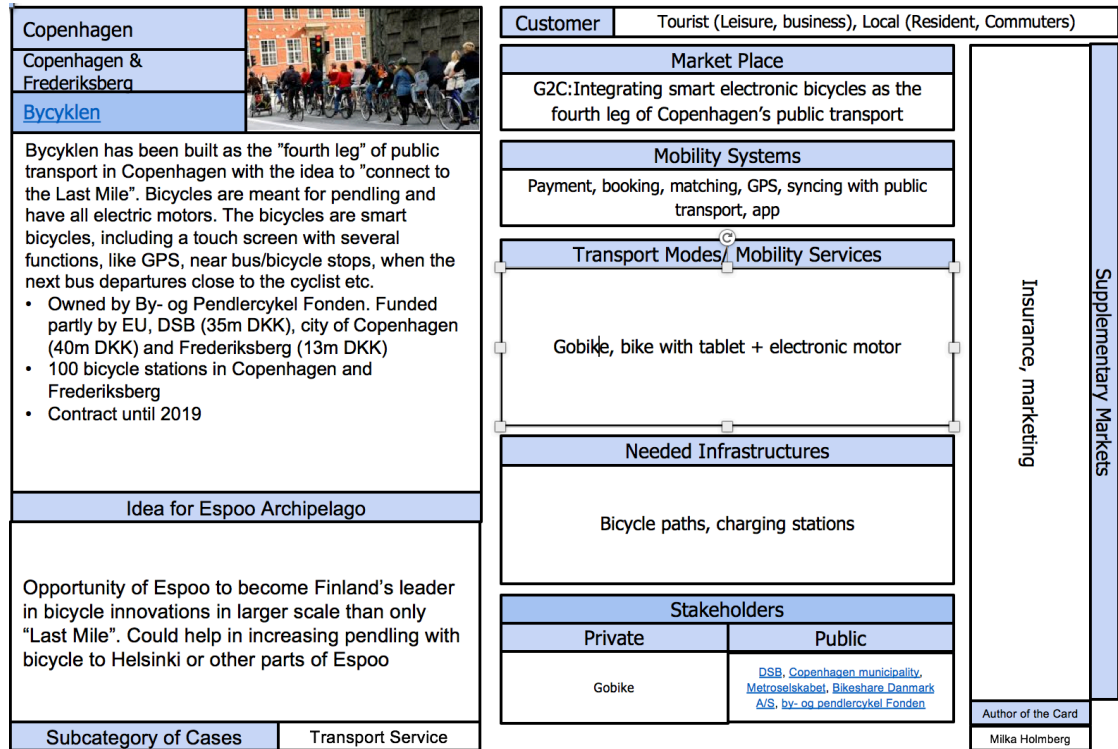 Copenhagen
Copenhagen &
Frederiksberg
Bycyklen
Bycyklen has been built as the "fourth leg" of public
transport in Copenhagen with the idea to "connect to
the Last Mile". Bicycles are meant for pendling and
have all electric motors. The bicycles are smart
bicycles, including a touch screen with several
functions, like GPS, near bus/bicycle stops, when the
next bus departures close to the cyclist etc.
• Owned by By- og Pendlercykel Fonden. Funded
partly by EU, DSB (35m DKK), city of Copenhagen
(40m DKK) and Frederiksberg (13m DKK)
• 100 bicycle stations in Copenhagen and
Frederiksberg
• Contract until 2019
Idea for Espoo Archipelago
Opportunity of Espoo to become Finland's leader
in bicycle innovations in larger scale than only
"Last Mile". Could help in increasing pendling with
bicycle to Helsinki or other parts of Espoo
Subcategory of Cases
Transport Service
Customer
Tourist (Leisure, business), Local (Resident, Commuters)
Market Place
G2C:Integrating smart electronic bicycles as the
fourth leg of Copenhagen's public transport
Mobility Systems
Payment, booking, matching, GPS, syncing with public
transport, app
Transport Modes/ Mobility Services
Gobike, bike with tablet + electronic motor
Needed Infrastructures
Bicycle paths, charging stations
Stakeholders
Private
Public
Gobike
DSB, Copenhagen municipality,
Metroselskabet, Bikeshare Danmark
A/S, by- og pendlercykel Fonden
Insurance, marketing
Supplementary Markets
Author of the Card
Milka Holmberg